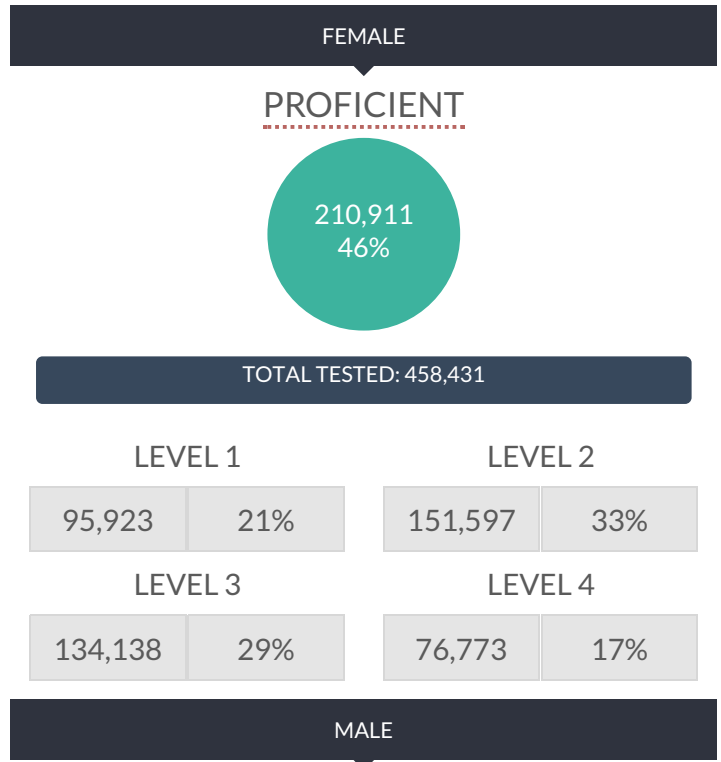 FEMALE
PROFICIENT
210,911
46%
TOTAL TESTED: 458,431
LEVEL 1 LEVEL 2
95,923 21% 151,597 33%
LEVEL 3 LEVEL 4
134,138 29% 76,773 17%
MALE